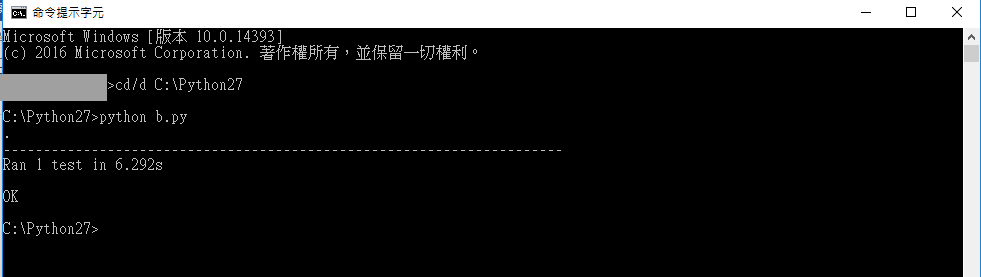 命令提示字元
Microsoft Windows [版本 10.0.14393]
(c) 2016 Microsoft Corporation. 著作權所有，並保留一切權利。
>cd/d C:\Python27
C:\Python27>python b.py
.
----------------------------------------------------------------------
Ran 1 test in 6.292s
OK
C:\Python27>